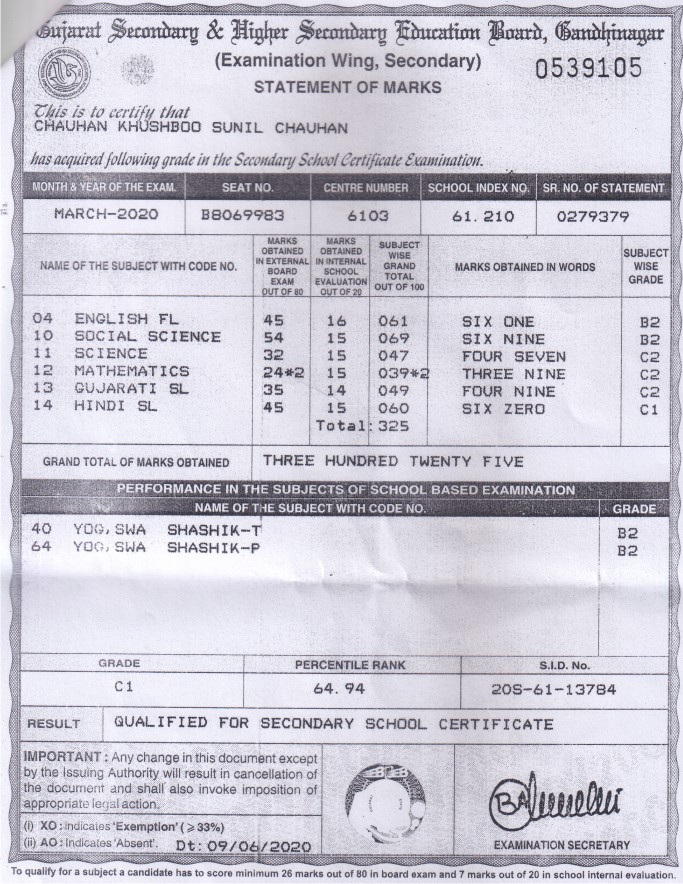 Gujarat Secondary & Higher Secondary Education Board, Gandhinagar
(Examination Wing, Secondary)
0539105
STATEMENT OF MARKS
This is to certify that
CHAUHAN KHUSHBOO SUNIL CHAUHAN
has acquired following grade in the Secondary School Certificate Examination.
MONTH & YEAR OF THE EXAM. SEAT NO. CENTRE NUMBER SCHOOL INDEX NO. SR. NO. OF STATEMENT
MARCH-2020 B8069983 6103 61.210 0279379
NAME OF THE SUBJECT WITH CODE NO. MARKS OBTAINED IN EXTERNAL BOARD EXAM OUT OF 80 MARKS OBTAINED IN INTERNAL SCHOOL EVALUATION OUT OF 20 SUBJECT WISE GRAND TOTAL OUT OF 100 MARKS OBTAINED IN WORDS SUBJECT WISE GRADE
04 ENGLISH FL 45 16 061 SIX ONE B2
10 SOCIAL SCIENCE 54 15 069 SIX NINE B2
11 SCIENCE 32 15 047 FOUR SEVEN C2
12 MATHEMATICS 24*2 15 039*2 THREE NINE C2
13 GUJARATI SL 35 14 049 FOUR NINE C2
14 HINDI SL 45 15 060 SIX ZERO C1
Total: 325
GRAND TOTAL OF MARKS OBTAINED THREE HUNDRED TWENTY FIVE
PERFORMANCE IN THE SUBJECTS OF SCHOOL BASED EXAMINATION
NAME OF THE SUBJECT WITH CODE NO. GRADE
40 YOG,SWA SHASHIK-T B2
64 YOG,SWA SHASHIK-P B2
GRADE PERCENTILE RANK S.I.D. No.
C1 64.94 20S-61-13784
RESULT QUALIFIED FOR SECONDARY SCHOOL CERTIFICATE
IMPORTANT : Any change in this document except
by the Issuing Authority will result in cancellation of
the document and shall also invoke imposition of
appropriate legal action.
(i) XO : Indicates 'Exemption' (≥33%)
(ii) AO : Indicates 'Absent'. Dt: 09/06/2020
EXAMINATION SECRETARY
To qualify for a subject a candidate has to score minimum 26 marks out of 80 in board exam and 7 marks out of 20 in school internal evaluation.